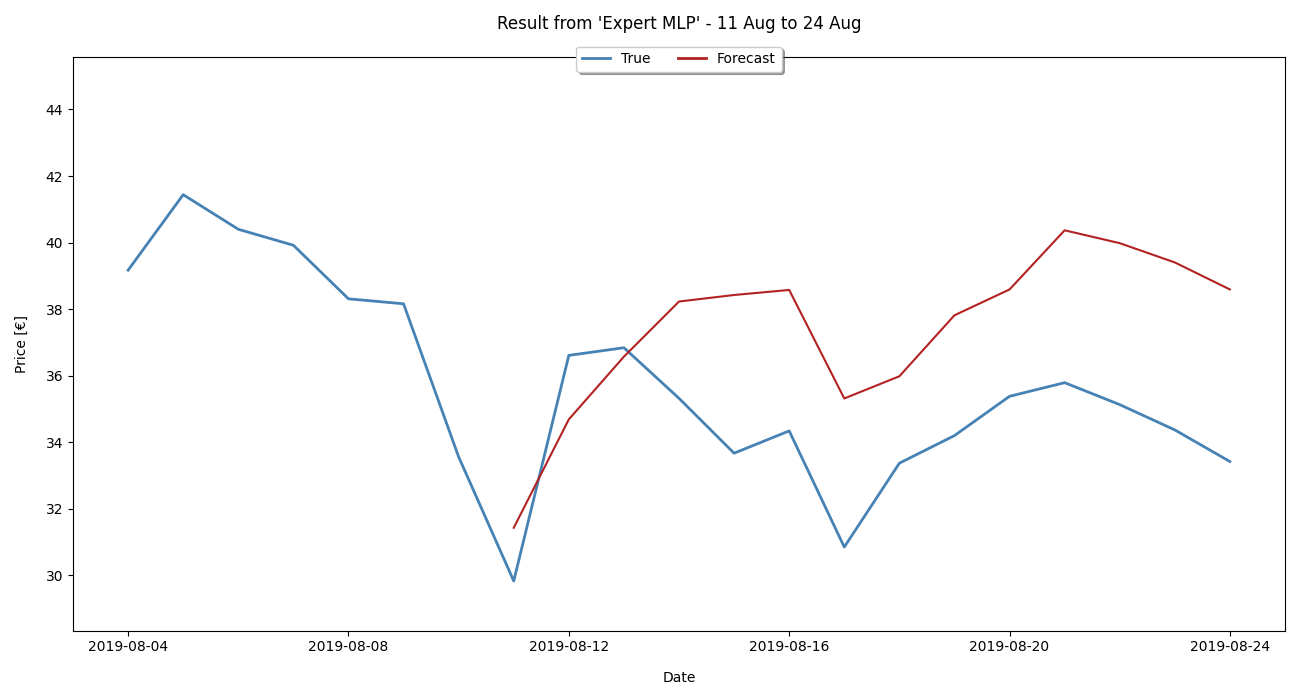 Result from 'Expert MLP' - 11 Aug to 24 Aug
True Forecast
44
42
40
38
36
34
32
30
Price [€]
2019-08-04 2019-08-08 2019-08-12 2019-08-16 2019-08-20 2019-08-24
Date